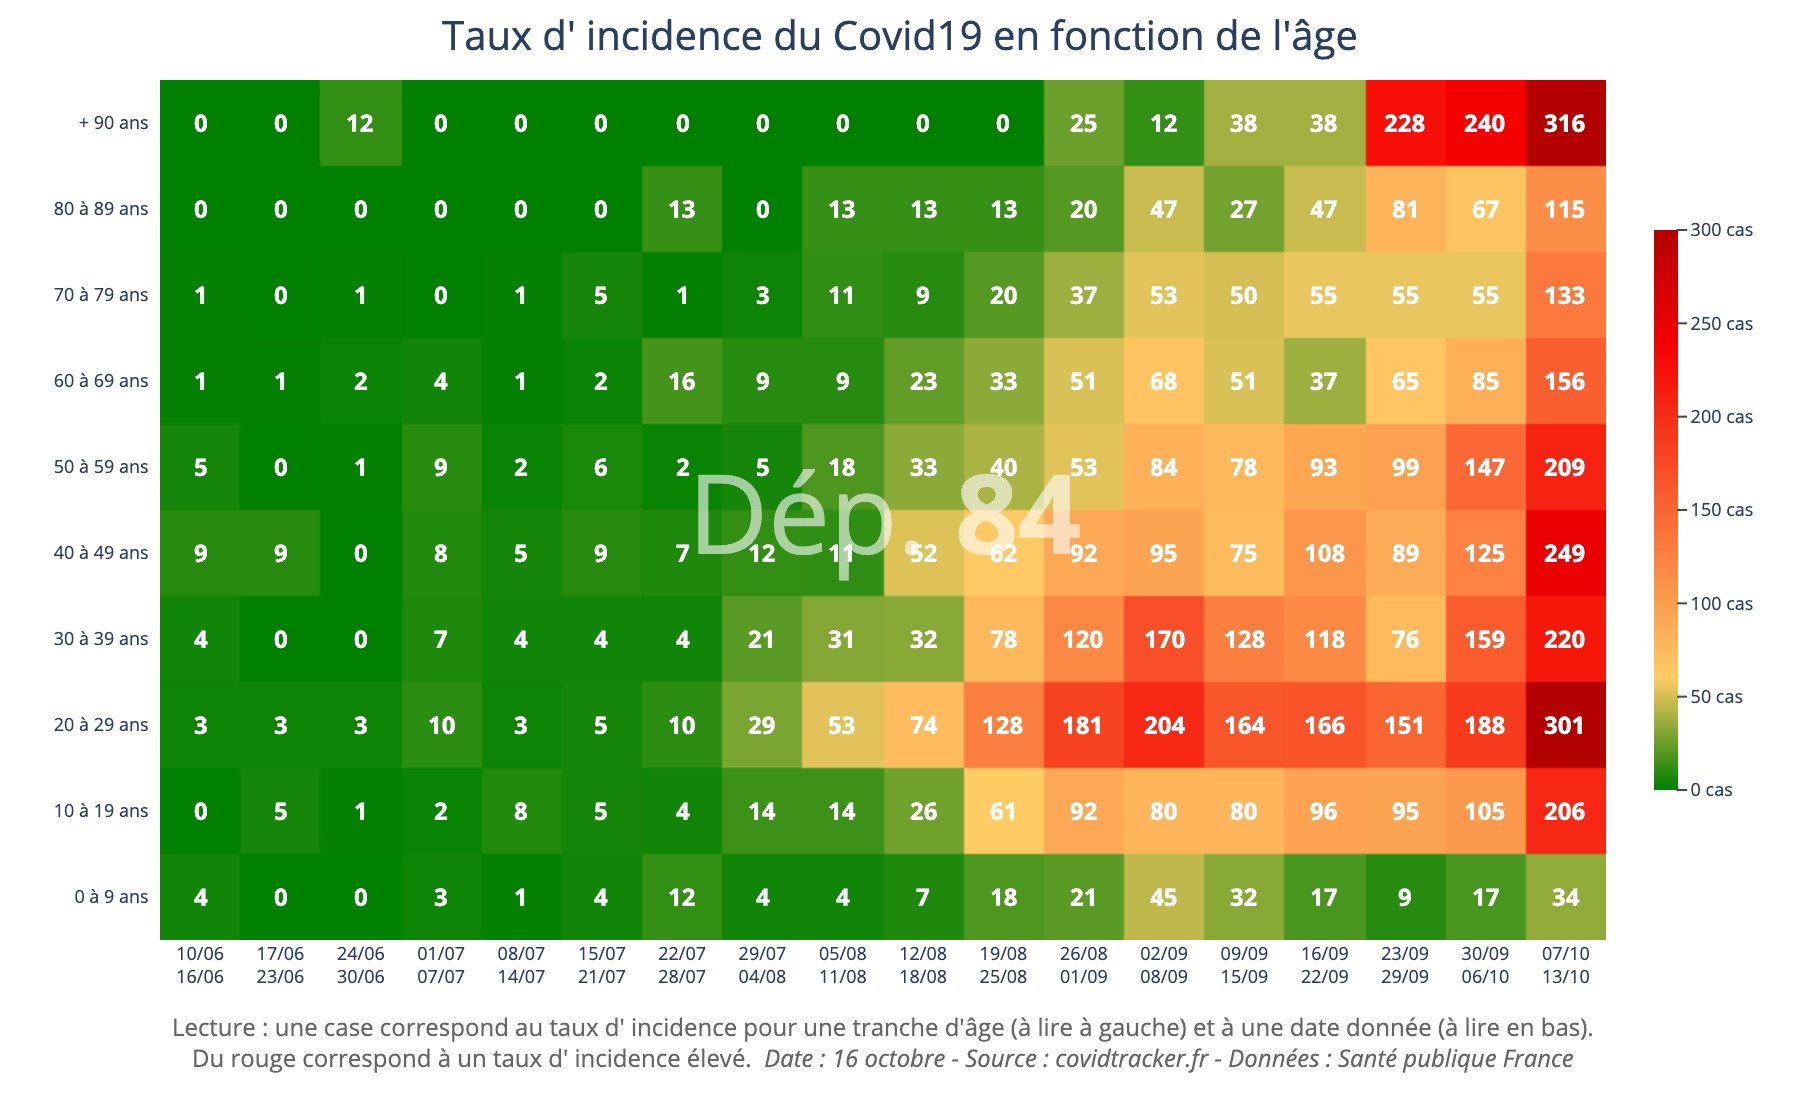 Taux d' incidence du Covid19 en fonction de l'âge
+ 90 ans 0 0 12 0 0 0 0 0 0 0 0 25 12 38 38 228 240 316
80 à 89 ans 0 0 0 0 0 0 13 0 13 13 13 20 47 27 47 81 67 115
70 à 79 ans 1 0 1 0 1 5 1 3 11 9 20 37 53 50 55 55 55 133
60 à 69 ans 1 1 2 4 1 2 16 9 9 23 33 51 68 51 37 65 85 156
50 à 59 ans 5 0 1 9 2 6 2 5 18 33 40 53 84 78 93 99 147 209
Dép. 84
40 à 49 ans 9 9 0 8 5 9 7 12 11 52 62 92 95 75 108 89 125 249
30 à 39 ans 4 0 0 7 4 4 4 21 31 32 78 120 170 128 118 76 159 220
20 à 29 ans 3 3 3 10 3 5 10 29 53 74 128 181 204 164 166 151 188 301
10 à 19 ans 0 5 1 2 8 5 4 14 14 26 61 92 80 80 96 95 105 206
0 à 9 ans 4 0 0 3 1 4 12 4 4 7 18 21 45 32 17 9 17 34
10/06 17/06 24/06 01/07 08/07 15/07 22/07 29/07 05/08 12/08 19/08 26/08 02/09 09/09 16/09 23/09 30/09 07/10
16/06 23/06 30/06 07/07 14/07 21/07 28/07 04/08 11/08 18/08 25/08 01/09 08/09 15/09 22/09 29/09 06/10 13/10
300 cas
250 cas
200 cas
150 cas
100 cas
50 cas
0 cas
Lecture : une case correspond au taux d' incidence pour une tranche d'âge (à lire à gauche) et à une date donnée (à lire en bas).
Du rouge correspond à un taux d' incidence élevé. Date : 16 octobre - Source : covidtracker.fr - Données : Santé publique France